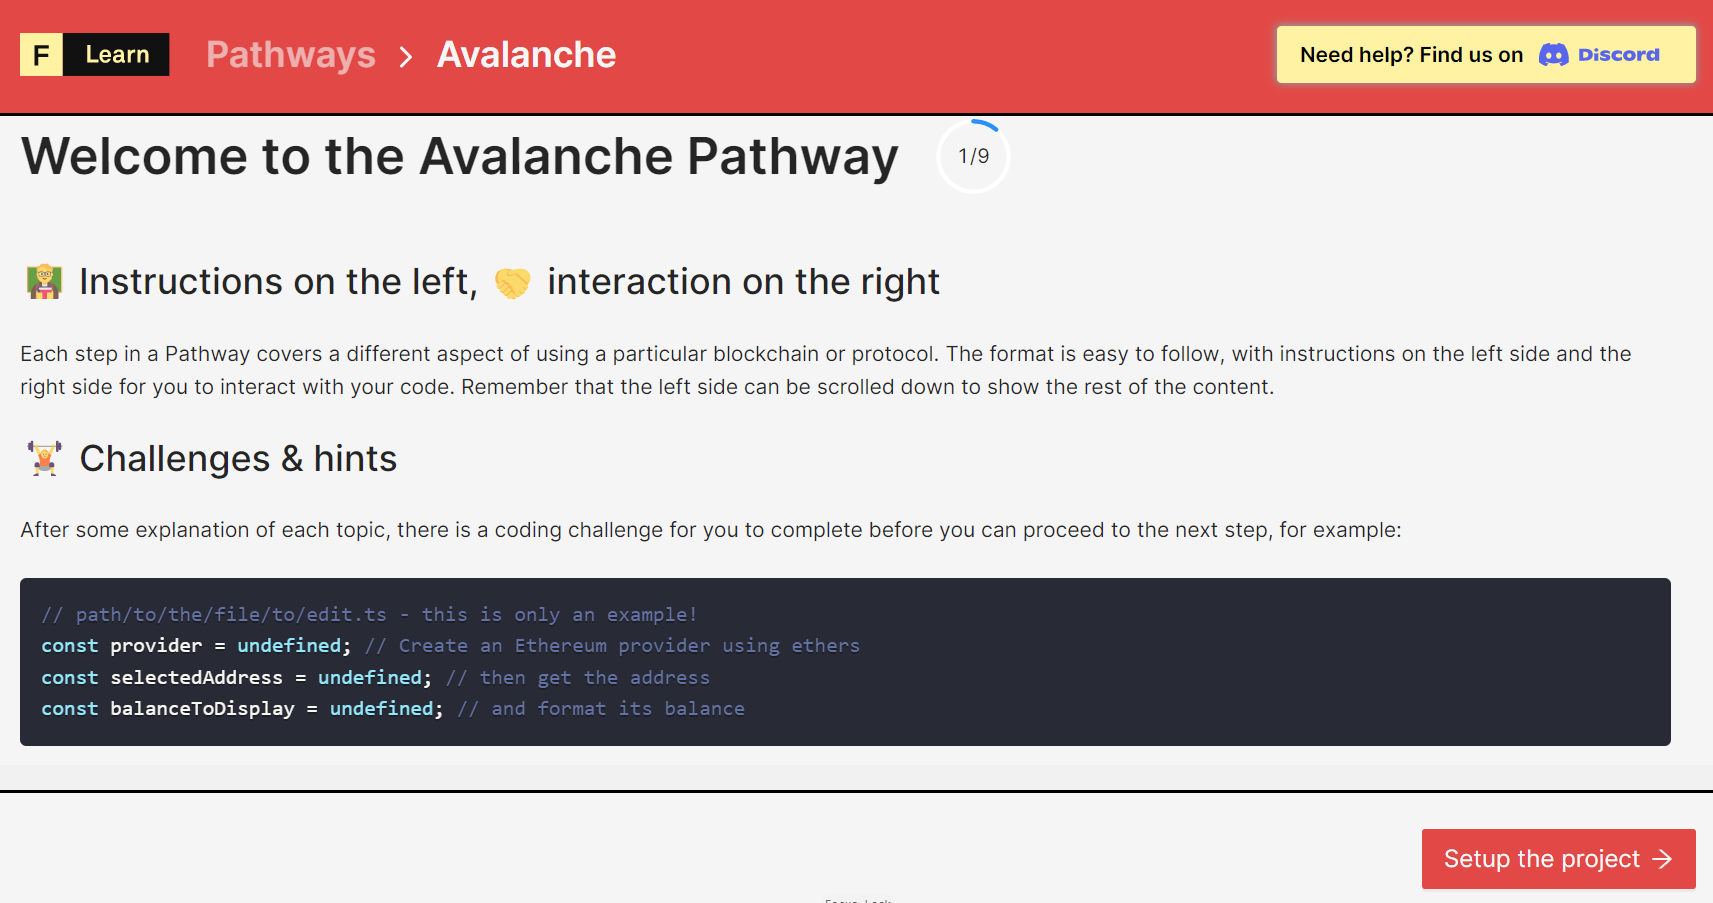 F Learn Pathways > Avalanche
Need help? Find us on Discord
Welcome to the Avalanche Pathway 1/9
Instructions on the left, interaction on the right
Each step in a Pathway covers a different aspect of using a particular blockchain or protocol. The format is easy to follow, with instructions on the left side and the
right side for you to interact with your code. Remember that the left side can be scrolled down to show the rest of the content.
Challenges & hints
After some explanation of each topic, there is a coding challenge for you to complete before you can proceed to the next step, for example:
// path/to/the/file/to/edit.ts - this is only an example!
const provider = undefined; // Create an Ethereum provider using ethers
const selectedAddress = undefined; // then get the address
const balanceToDisplay = undefined; // and format its balance
Setup the project →